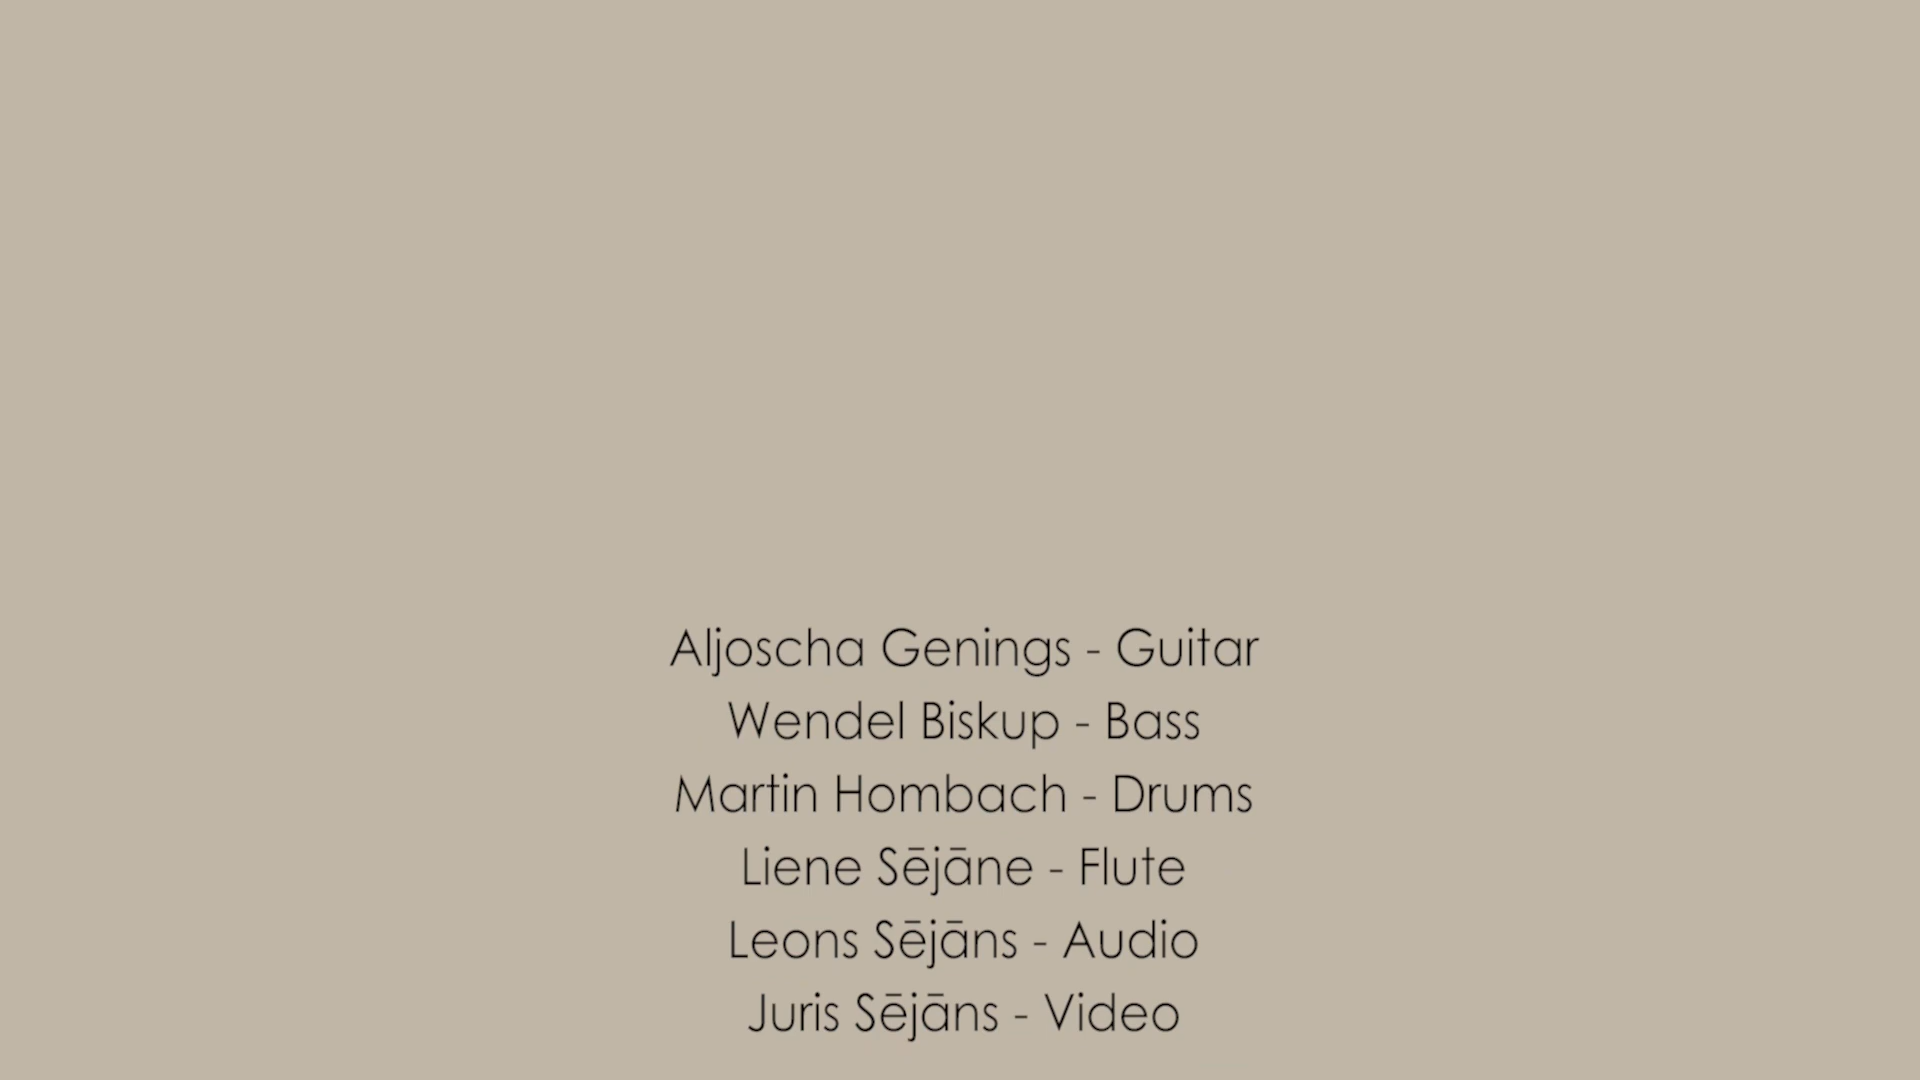 Aljoscha Genings - Guitar
Wendel Biskup - Bass
Martin Hombach - Drums
Liene Sējāne - Flute
Leons Sējāns - Audio
Juris Sējāns - Video